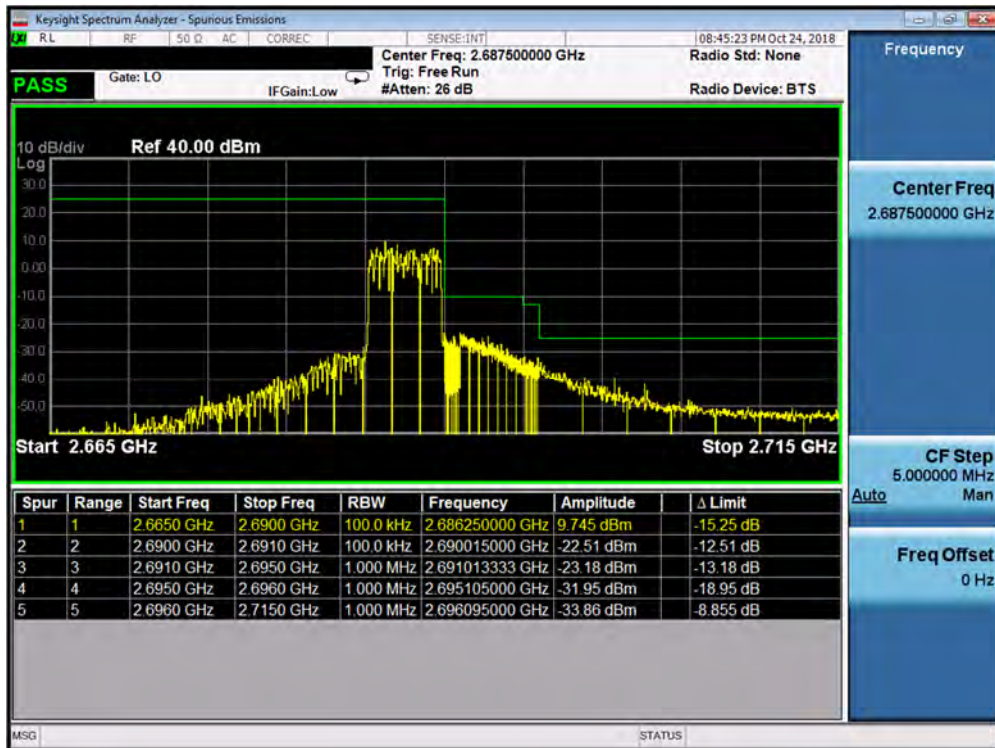 Keysight Spectrum Analyzer - Spurious Emissions
LXI RL RF 50 Ω AC CORREC SENSE:INT 08:45:23 PM Oct 24, 2018
Center Freq: 2.687500000 GHz Radio Std: None
Trig: Free Run
PASS Gate: LO IFGain:Low #Atten: 26 dB Radio Device: BTS
10 dB/div Ref 40.00 dBm
Log
30.0
20.0
10.0
0.00
-10.0
-20.0
-30.0
-40.0
-50.0
Start 2.665 GHz Stop 2.715 GHz
Spur Range Start Freq Stop Freq RBW Frequency Amplitude Δ Limit
1 1 2.6650 GHz 2.6900 GHz 100.0 kHz 2.686250000 GHz 9.745 dBm -15.25 dB
2 2 2.6900 GHz 2.6910 GHz 100.0 kHz 2.690015000 GHz -22.51 dBm -12.51 dB
3 3 2.6910 GHz 2.6950 GHz 1.000 MHz 2.691013333 GHz -23.18 dBm -13.18 dB
4 4 2.6950 GHz 2.6960 GHz 1.000 MHz 2.695105000 GHz -31.95 dBm -18.95 dB
5 5 2.6960 GHz 2.7150 GHz 1.000 MHz 2.696095000 GHz -33.86 dBm -8.855 dB
MSG STATUS
Frequency
Center Freq
2.687500000 GHz
CF Step
5.000000 MHz
Auto Man
Freq Offset
0 Hz